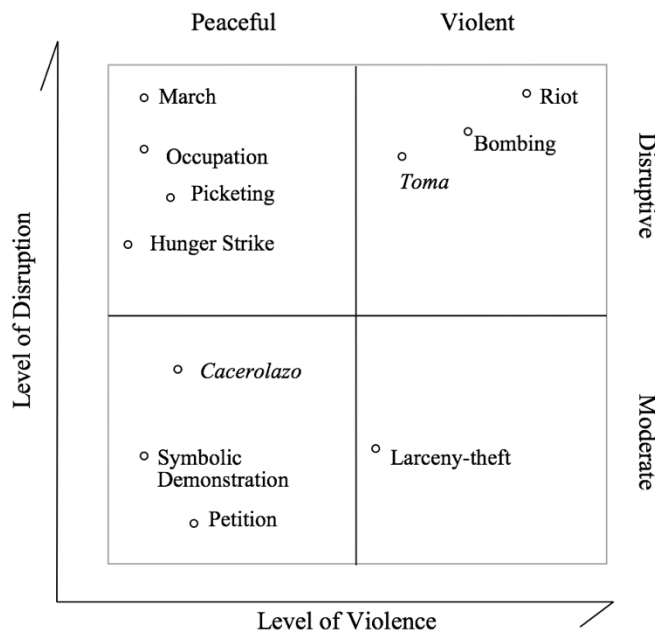 Peaceful
Violent
March
Riot
Occupation
Bombing
Toma
Picketing
Hunger Strike
Disruptive
Level of Disruption
Cacerolazo
Symbolic
Demonstration
Larceny-theft
Petition
Moderate
Level of Violence